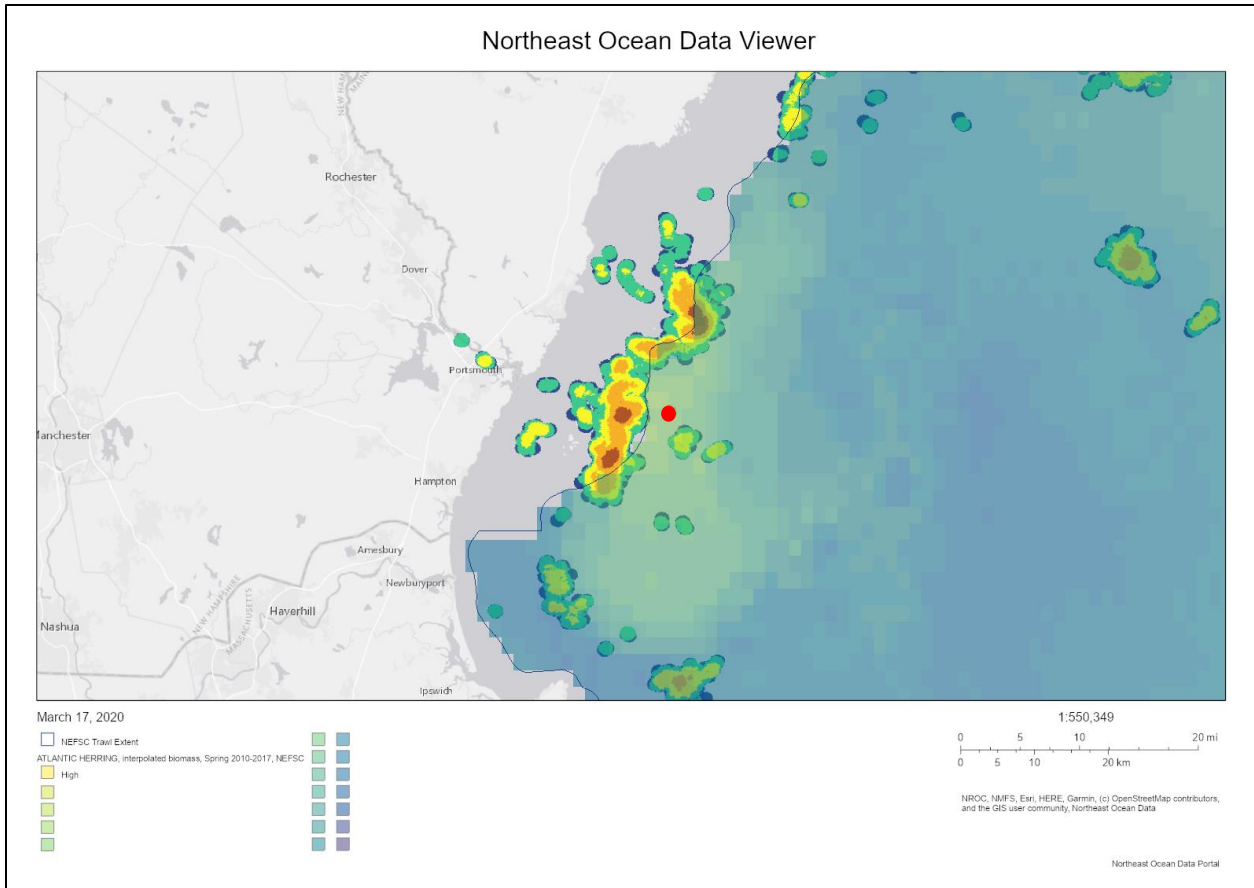 Northeast Ocean Data Viewer
NEW HAMPSHIRE
MAINE
Rochester
Dover
Portsmouth
Manchester
Hampton
Amesbury
Newburyport
NEW HAMPSHIRE
MASSACHUSETTS
Haverhill
Nashua
Ipswich
March 17, 2020
NEFSC Trawl Extent
ATLANTIC HERRING, interpolated biomass, Spring 2010-2017, NEFSC
High
1:550,349
0 5 10 20 mi
0 5 10 20 km
NROC, NMFS, Esri, HERE, Garmin, (c) OpenStreetMap contributors,
and the GIS user community, Northeast Ocean Data
Northeast Ocean Data Portal